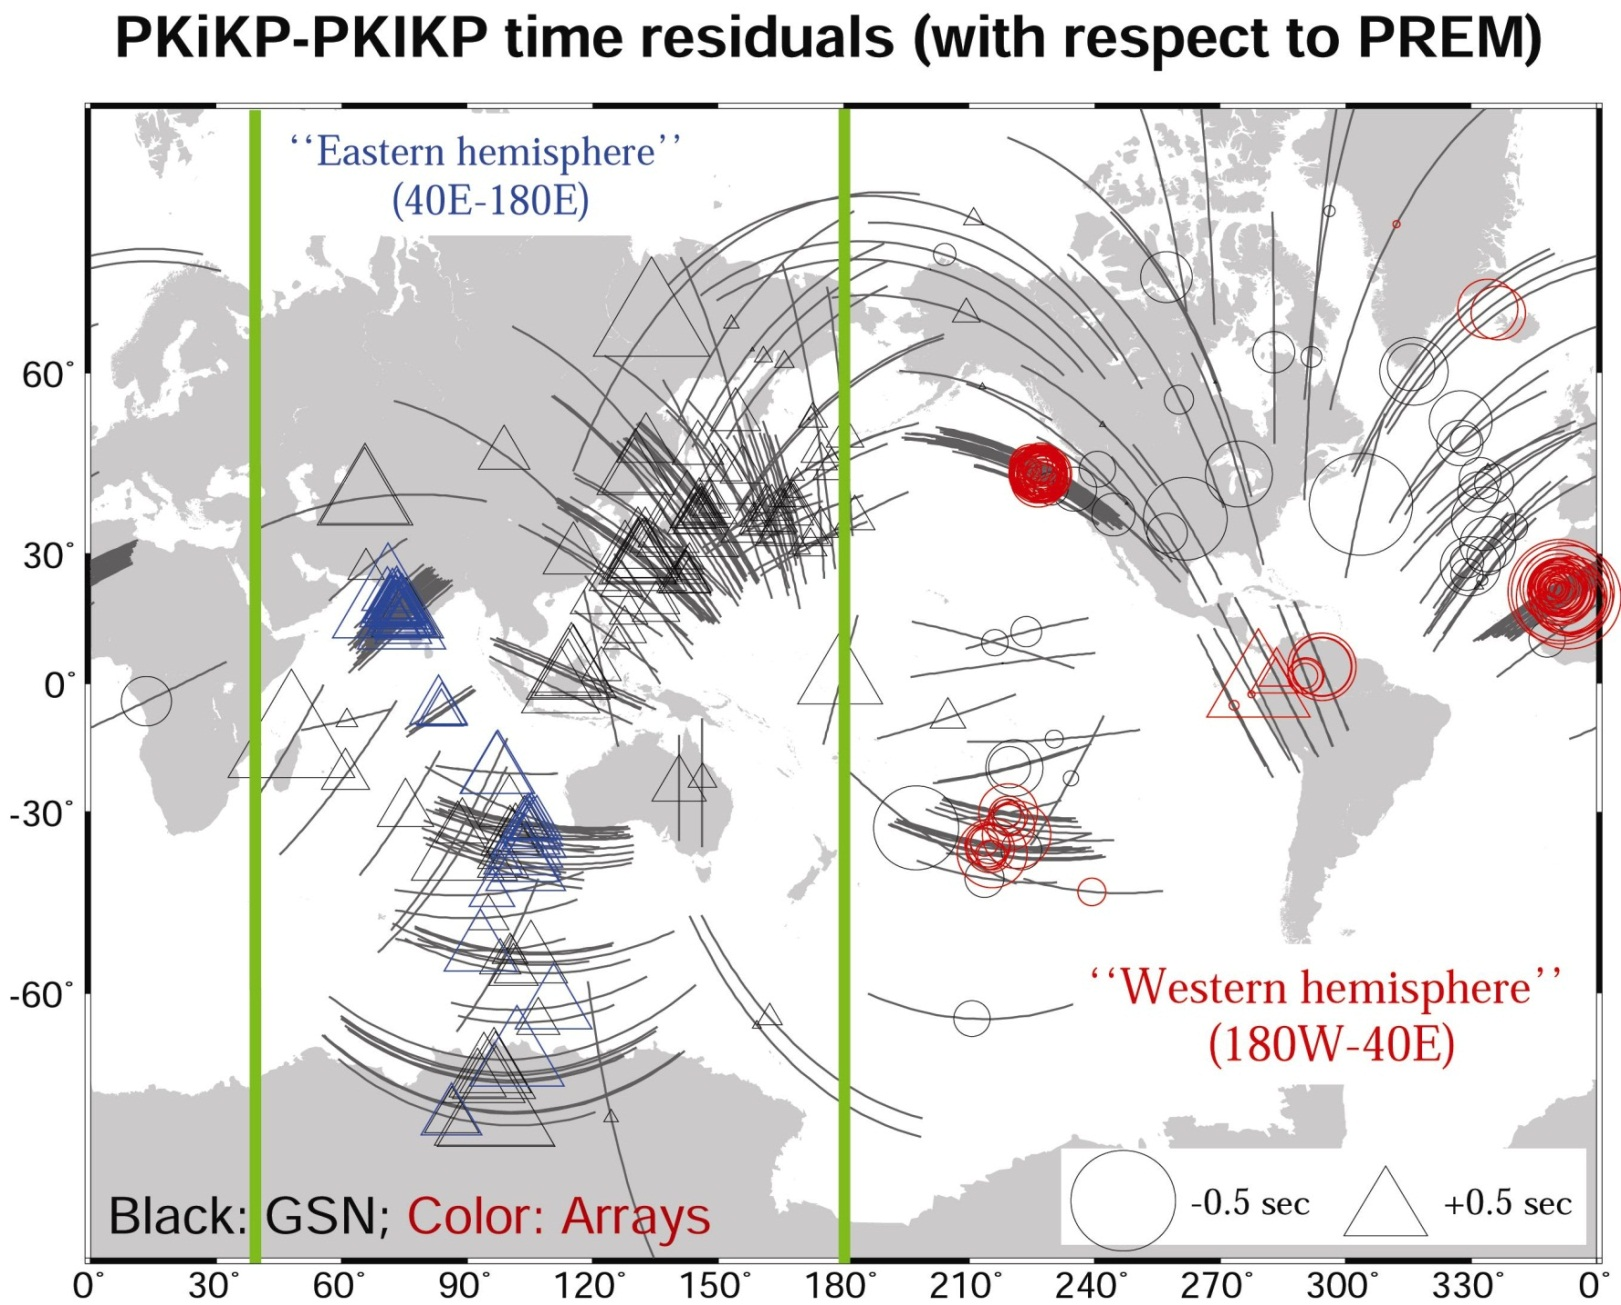 PKiKP-PKIKP time residuals (with respect to PREM)
‘‘Eastern hemisphere’’
(40E-180E)
60°
30°
0°
-30°
-60°
‘‘Western hemisphere’’
(180W-40E)
Black: GSN; Color: Arrays
-0.5 sec
+0.5 sec
0° 30° 60° 90° 120° 150° 180° 210° 240° 270° 300° 330° 0°